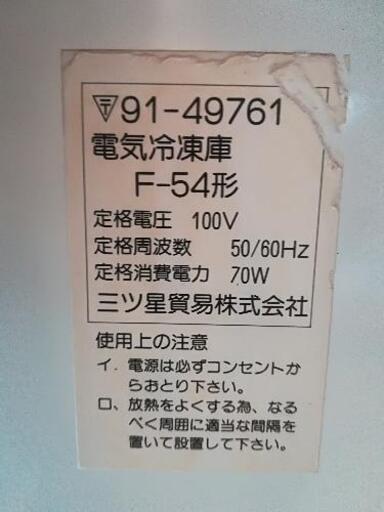 〒91-49761
電気冷凍庫
F-54形
定格電圧 100V
定格周波数 50/60Hz
定格消費電力 70W
三ツ星貿易株式会社
使用上の注意
イ．電源は必ずコンセントか
らおとり下さい。
ロ、放熱をよくする為、なる
べく周囲に適当な間隔を
置いて設置して下さい。